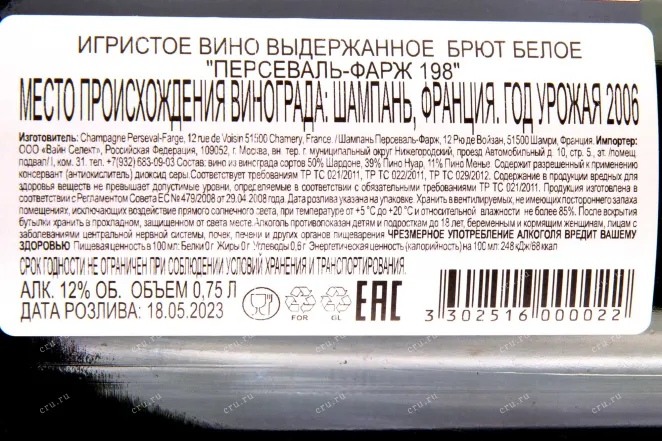 ИГРИСТОЕ ВИНО ВЫДЕРЖАННОЕ БРЮТ БЕЛОЕ
"ПЕРСЕВАЛЬ-ФАРЖ 198"
МЕСТО ПРОИСХОЖДЕНИЯ ВИНОГРАДА: ШАМПАНЬ, ФРАНЦИЯ. ГОД УРОЖАЯ 2006
Изготовитель: Champagne Perseval-Farge, 12 rue de Voisin 51500 Chamery, France. / Шампань Персеваль-Фарж, 12 Рю де Войзан, 51500 Шамри, Франция. Импортер:
ООО «Вайн Селект», Российская Федерация, 109052, г. Москва, вн. тер. г. муниципальный округ Нижегородский, проезд Автомобильный д. 10, стр. 5, эт. /помещ.
подвал/I, ком. 31. тел. +7(932) 683-09-03 Состав: вино из винограда сортов 50% Шардоне, 39% Пино Нуар, 11% Пино Менье. Содержит разрешенный к применению
консервант (антиокислитель) диоксид серы.Соответствует требованиям ТР ТС 021/2011, ТР ТС 022/2011, ТР ТС 029/2012. Содержание в продукции вредных для
здоровья веществ не превышает допустимые уровни, определяемые в соответствии с обязательными требованиями ТР ТС 021/2011. Продукция изготовлена в
соответствии с Регламентом Совета ЕС № 479/2008 от 29.04 2008 года. Дата розлива указана на упаковке. Хранить в вентилируемых, не имеющих постороннего запаха
помещениях, исключающих воздействие прямого солнечного света, при температуре от +5 °С до +20 °С и относительной влажности не более 85%. После вскрытия
бутылку хранить в прохладном, защищенном от света месте. Алкоголь противопоказан детям и подросткам до 18 лет, беременным и кормящим женщинам, лицам с
заболеваниями центральной нервной системы, почек, печени и других органов пищеварения ЧРЕЗМЕРНОЕ УПОТРЕБЛЕНИЕ АЛКОГОЛЯ ВРЕДИТ ВАШЕМУ
ЗДОРОВЬЮ Пищевая ценность в 100 мл: Белки 0 г Жиры 0 г Углеводы 0,6 г Энергетическая ценность (калорийность) на 100 мл: 248 кДж/68 ккал
СРОК ГОДНОСТИ НЕ ОГРАНИЧЕН ПРИ СОБЛЮДЕНИИ УСЛОВИЙ ХРАНЕНИЯ И ТРАНСПОРТИРОВАНИЯ.
АЛК. 12% ОБ. ОБЪЕМ 0,75 Л
ДАТА РОЗЛИВА: 18.05.2023
FOR
GL
EAC
3 302516 000022
cru.ru